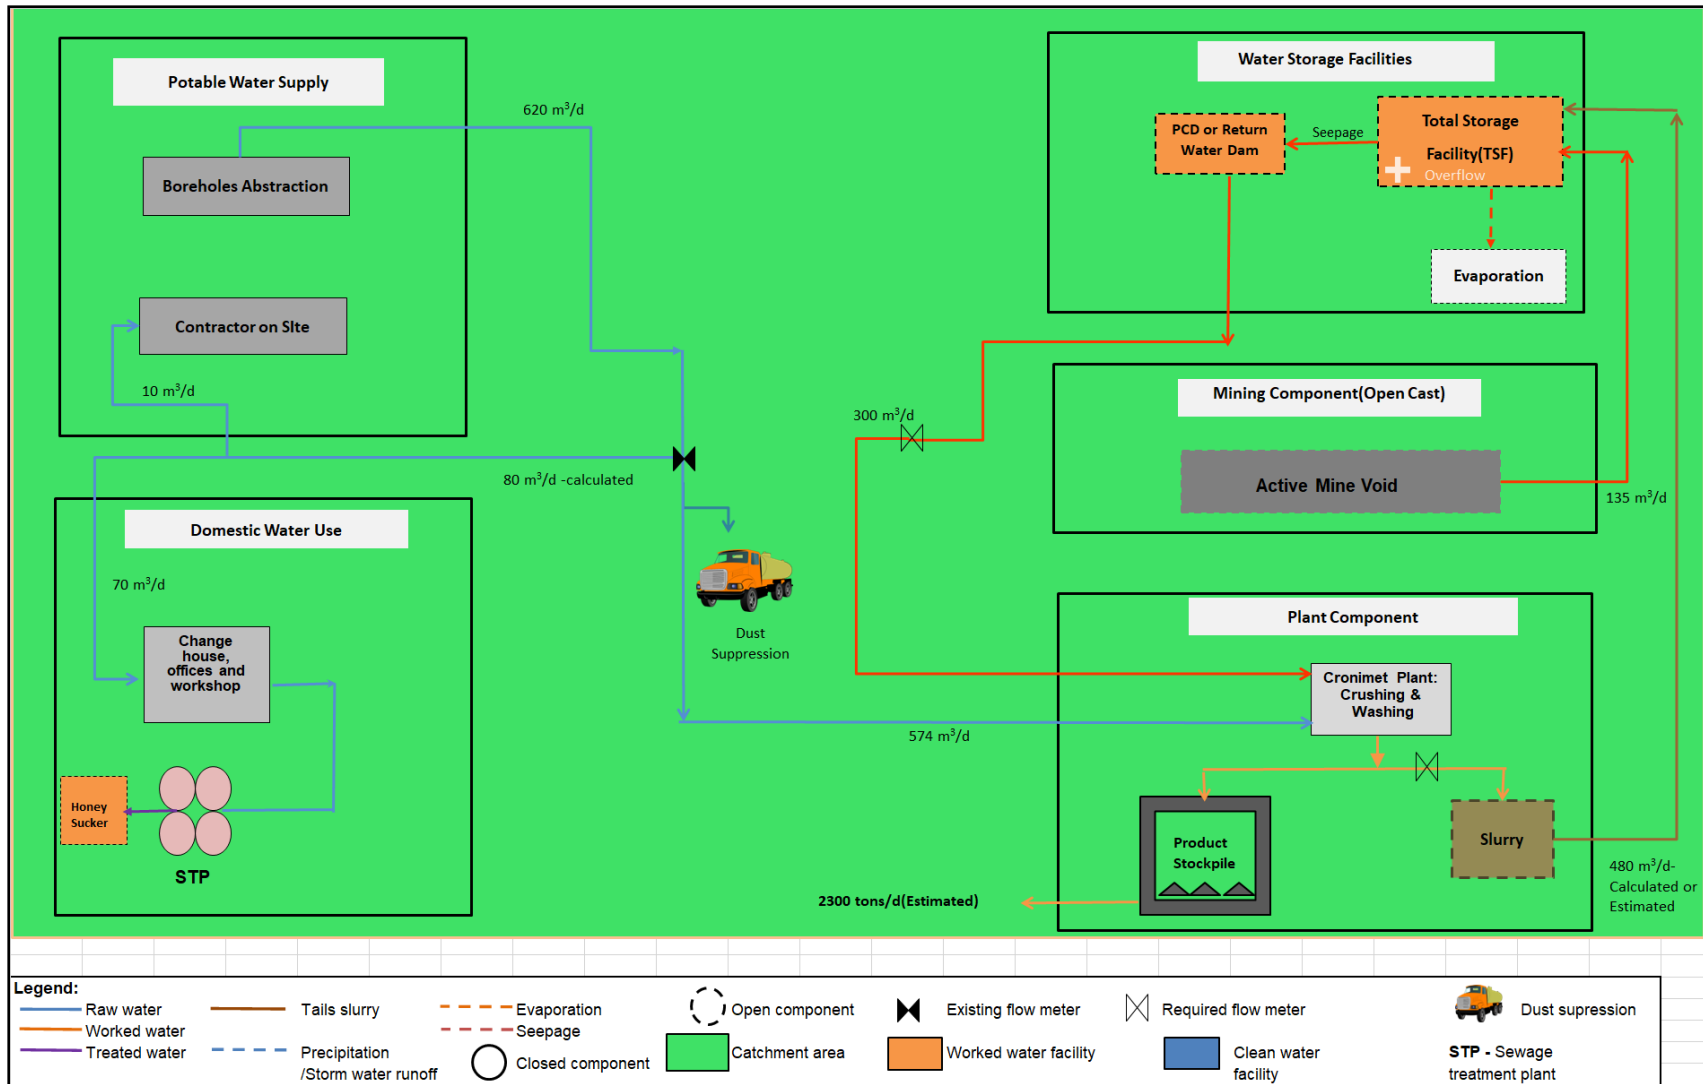 Potable Water Supply
620 m³/d
Boreholes Abstraction
Contractor on SIte
10 m³/d
80 m³/d -calculated
Domestic Water Use
70 m³/d
Change
house,
offices and
workshop
Honey
Sucker
STP
Dust
Suppression
Water Storage Facilities
PCD or Return
Water Dam
Seepage
Total Storage
Facility(TSF)
Overflow
Evaporation
300 m³/d
Mining Component(Open Cast)
Active Mine Void
135 m³/d
Plant Component
Cronimet Plant:
Crushing &
Washing
574 m³/d
Product
Stockpile
Slurry
2300 tons/d(Estimated)
480 m³/d-
Calculated or
Estimated
Legend:
Raw water
Worked water
Treated water
Tails slurry
Precipitation
/Storm water runoff
Evaporation
Seepage
Closed component
Open component
Catchment area
Existing flow meter
Worked water facility
Required flow meter
Clean water
facility
Dust supression
STP - Sewage
treatment plant